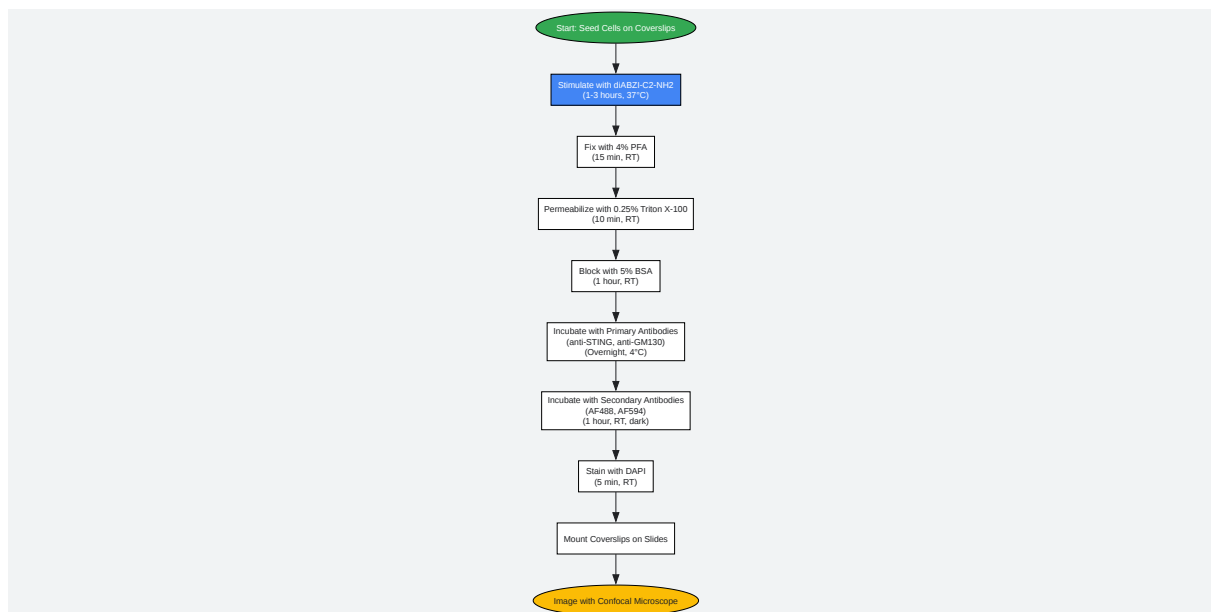 Start: Seed Cells on Coverslips
Stimulate with diABZI-C2-NH2
(1-3 hours, 37°C)
Fix with 4% PFA
(15 min, RT)
Permeabilize with 0.25% Triton X-100
(10 min, RT)
Block with 5% BSA
(1 hour, RT)
Incubate with Primary Antibodies
(anti-STING, anti-GM130)
(Overnight, 4°C)
Incubate with Secondary Antibodies
(AF488, AF594)
(1 hour, RT, dark)
Stain with DAPI
(5 min, RT)
Mount Coverslips on Slides
Image with Confocal Microscope